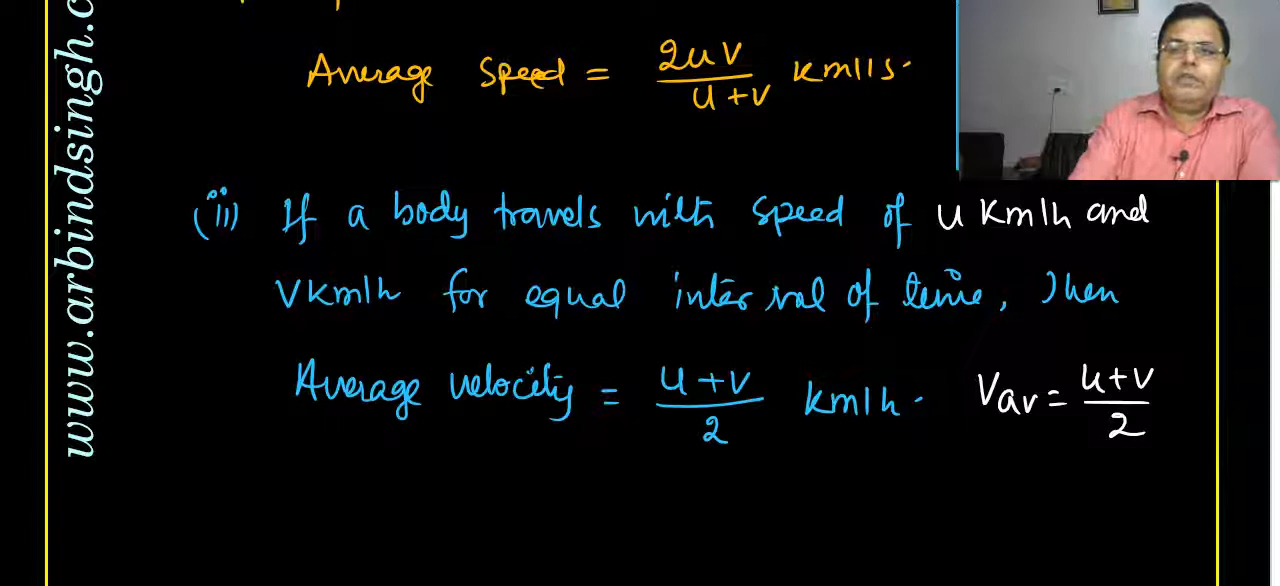 Average Speed = 2uv / u+v km/s.
(ii) If a body travels with speed of u km/h and
v km/h for equal interval of time, then
Average velocity = u+v / 2 km/h. Vav = u+v / 2
www.arbindsingh.c